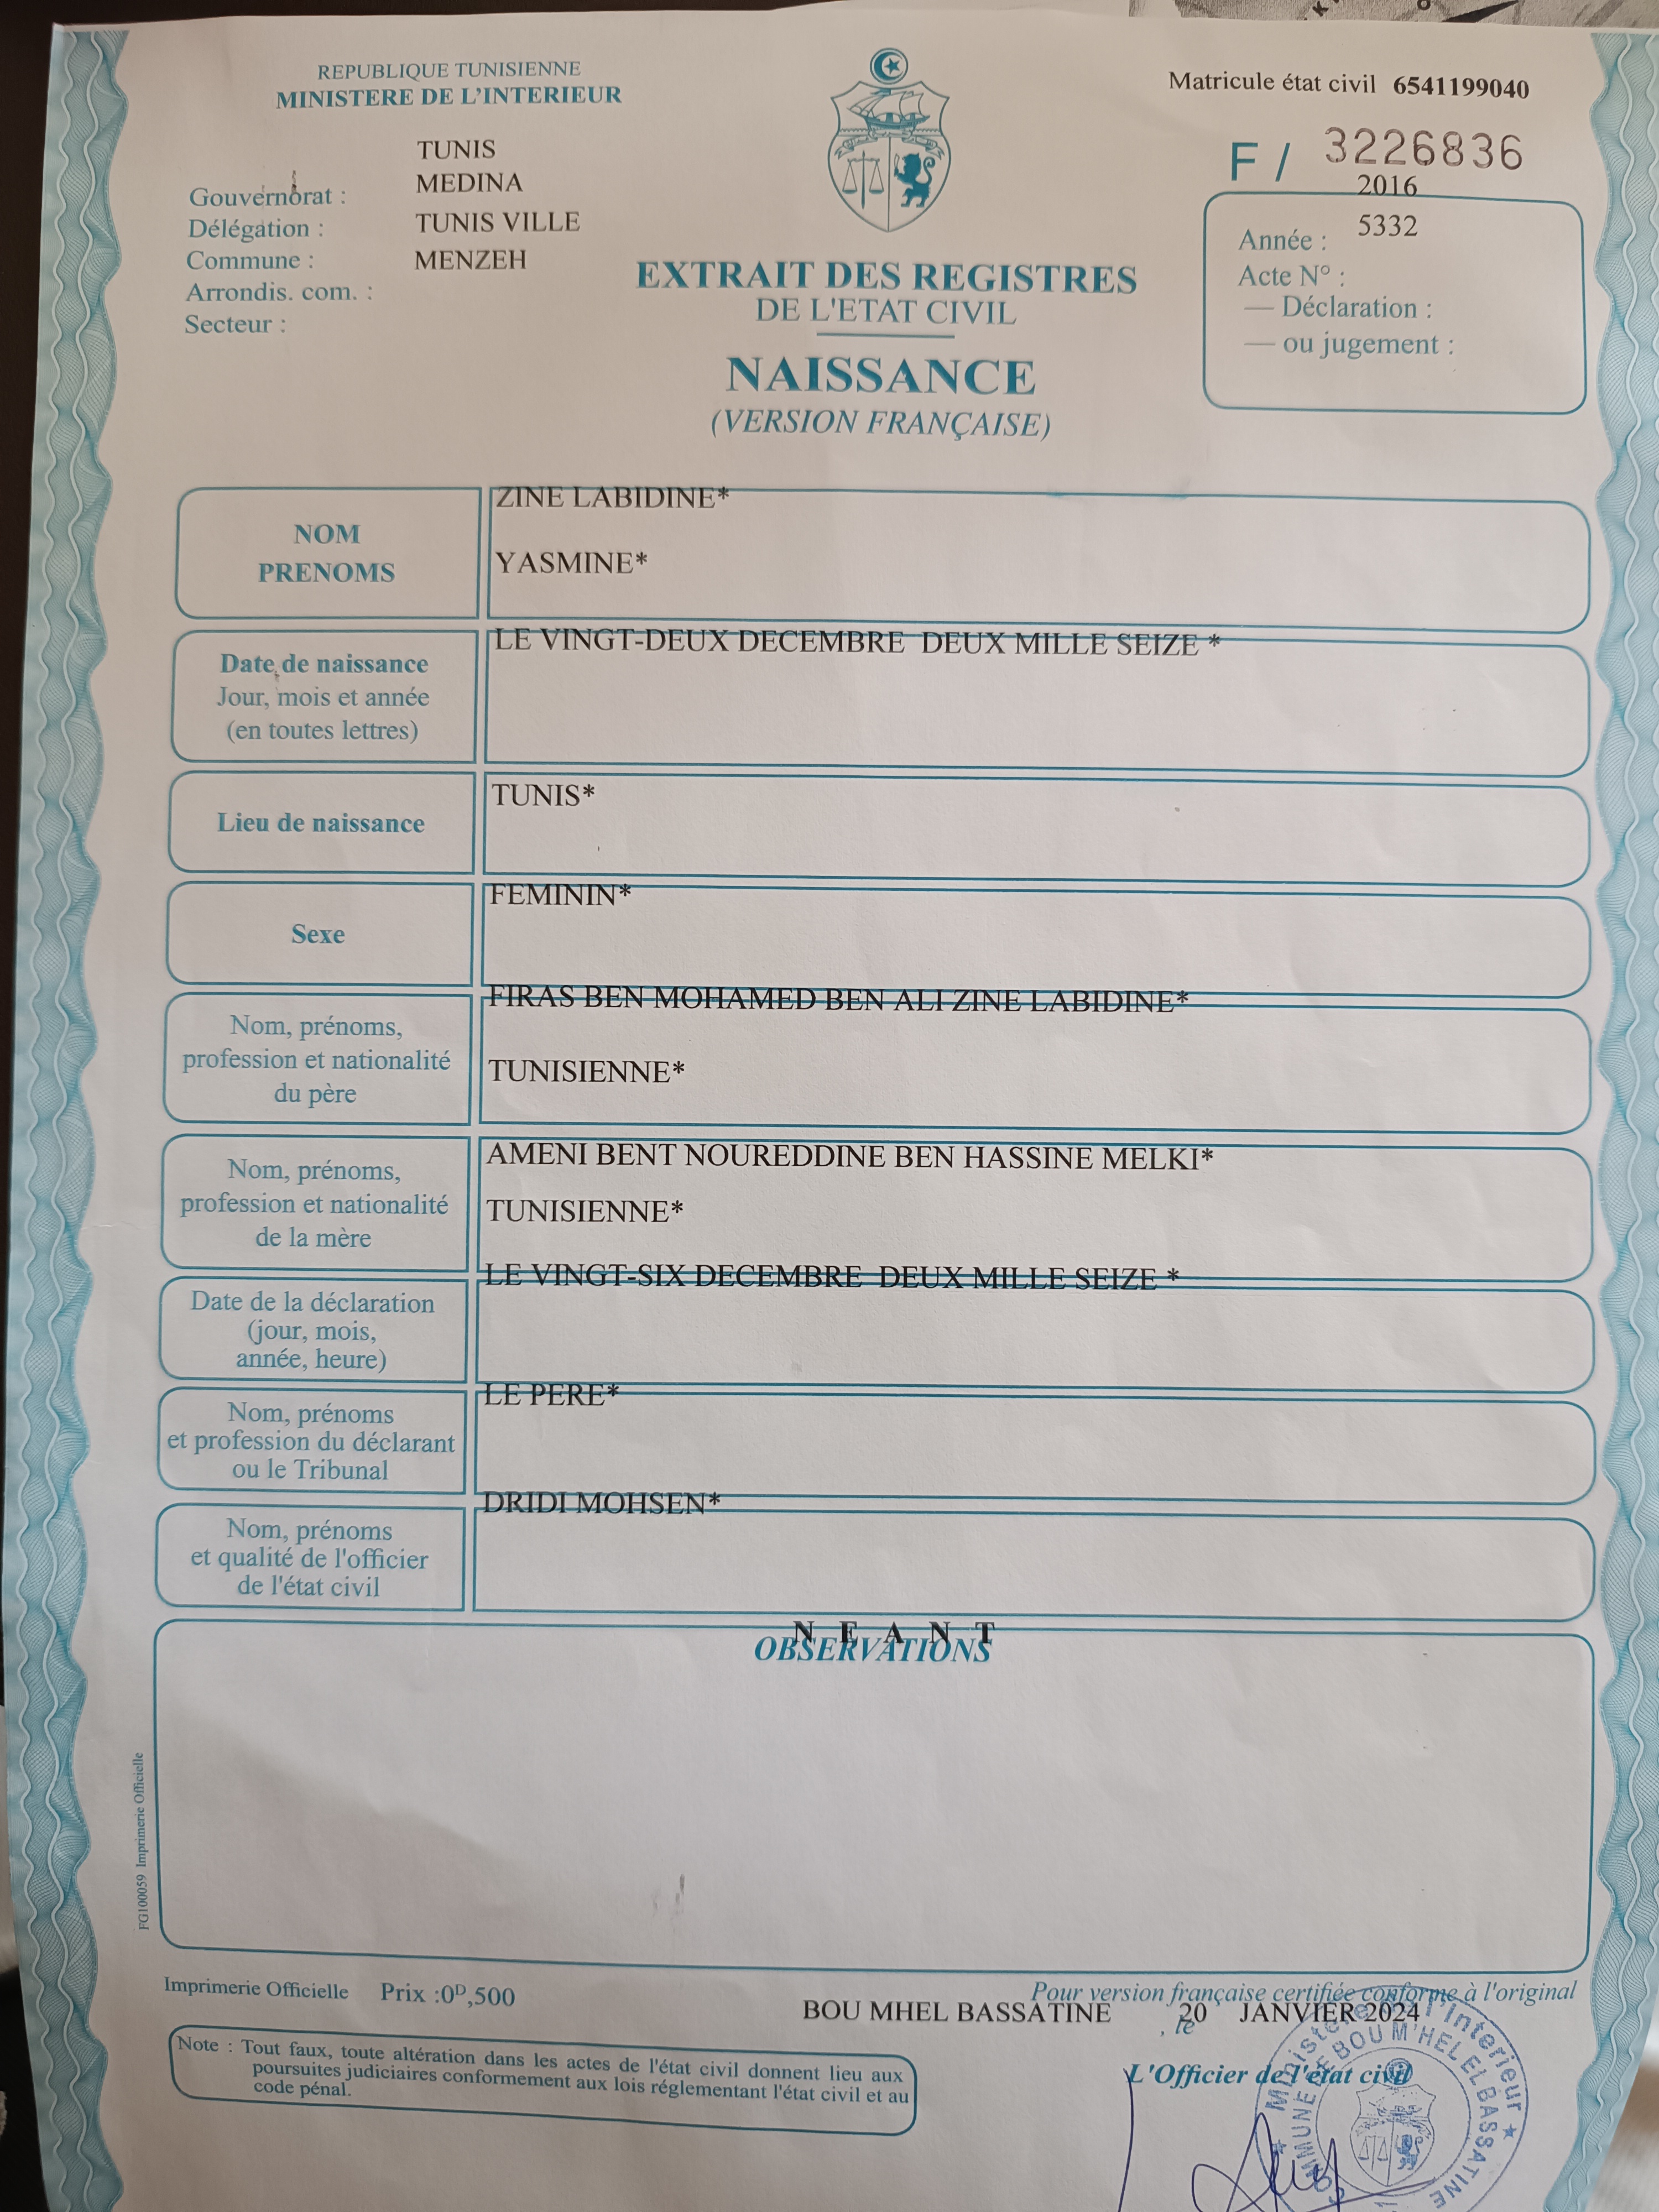 REPUBLIQUE TUNISIENNE
MINISTERE DE L'INTERIEUR
Matricule état civil 6541199040
F / 3226836
TUNIS
Gouvernorat :
MEDINA
Délégation :
TUNIS VILLE
Commune :
MENZEH
Arrondis. com. :
Secteur :
2016
Année :
5332
Acte N° :
— Déclaration :
— ou jugement :
EXTRAIT DES REGISTRES
DE L'ETAT CIVIL
NAISSANCE
(VERSION FRANÇAISE)
NOM
PRENOMS
ZINE LABIDINE*
YASMINE*
Date de naissance
Jour, mois et année
(en toutes lettres)
LE VINGT-DEUX DECEMBRE DEUX MILLE SEIZE *
Lieu de naissance
TUNIS*
Sexe
FEMININ*
Nom, prénoms,
profession et nationalité
du père
FIRAS BEN MOHAMED BEN ALI ZINE LABIDINE*
TUNISIENNE*
Nom, prénoms,
profession et nationalité
de la mère
AMENI BENT NOUREDDINE BEN HASSINE MELKI*
TUNISIENNE*
Date de la déclaration
(jour, mois,
année, heure)
LE VINGT-SIX DECEMBRE DEUX MILLE SEIZE *
Nom, prénoms
et profession du déclarant
ou le Tribunal
LE PERE*
Nom, prénoms
et qualité de l'officier
de l'état civil
DRIDI MOHSEN*
N E A N T
OBSERVATIONS
FG100059 Imprimerie Officielle
Imprimerie Officielle Prix :0ᴰ,500
Pour version française certifiée conforme à l'original
BOU MHEL BASSATINE , le 20 JANVIER 2024
L'Officier de l'état civil
Note : Tout faux, toute altération dans les actes de l'état civil donnent lieu aux
poursuites judiciaires conformement aux lois réglementant l'état civil et au
code pénal.
★ Ministère de l'Interieur ★
BOU M'HEL ELBASSATINE